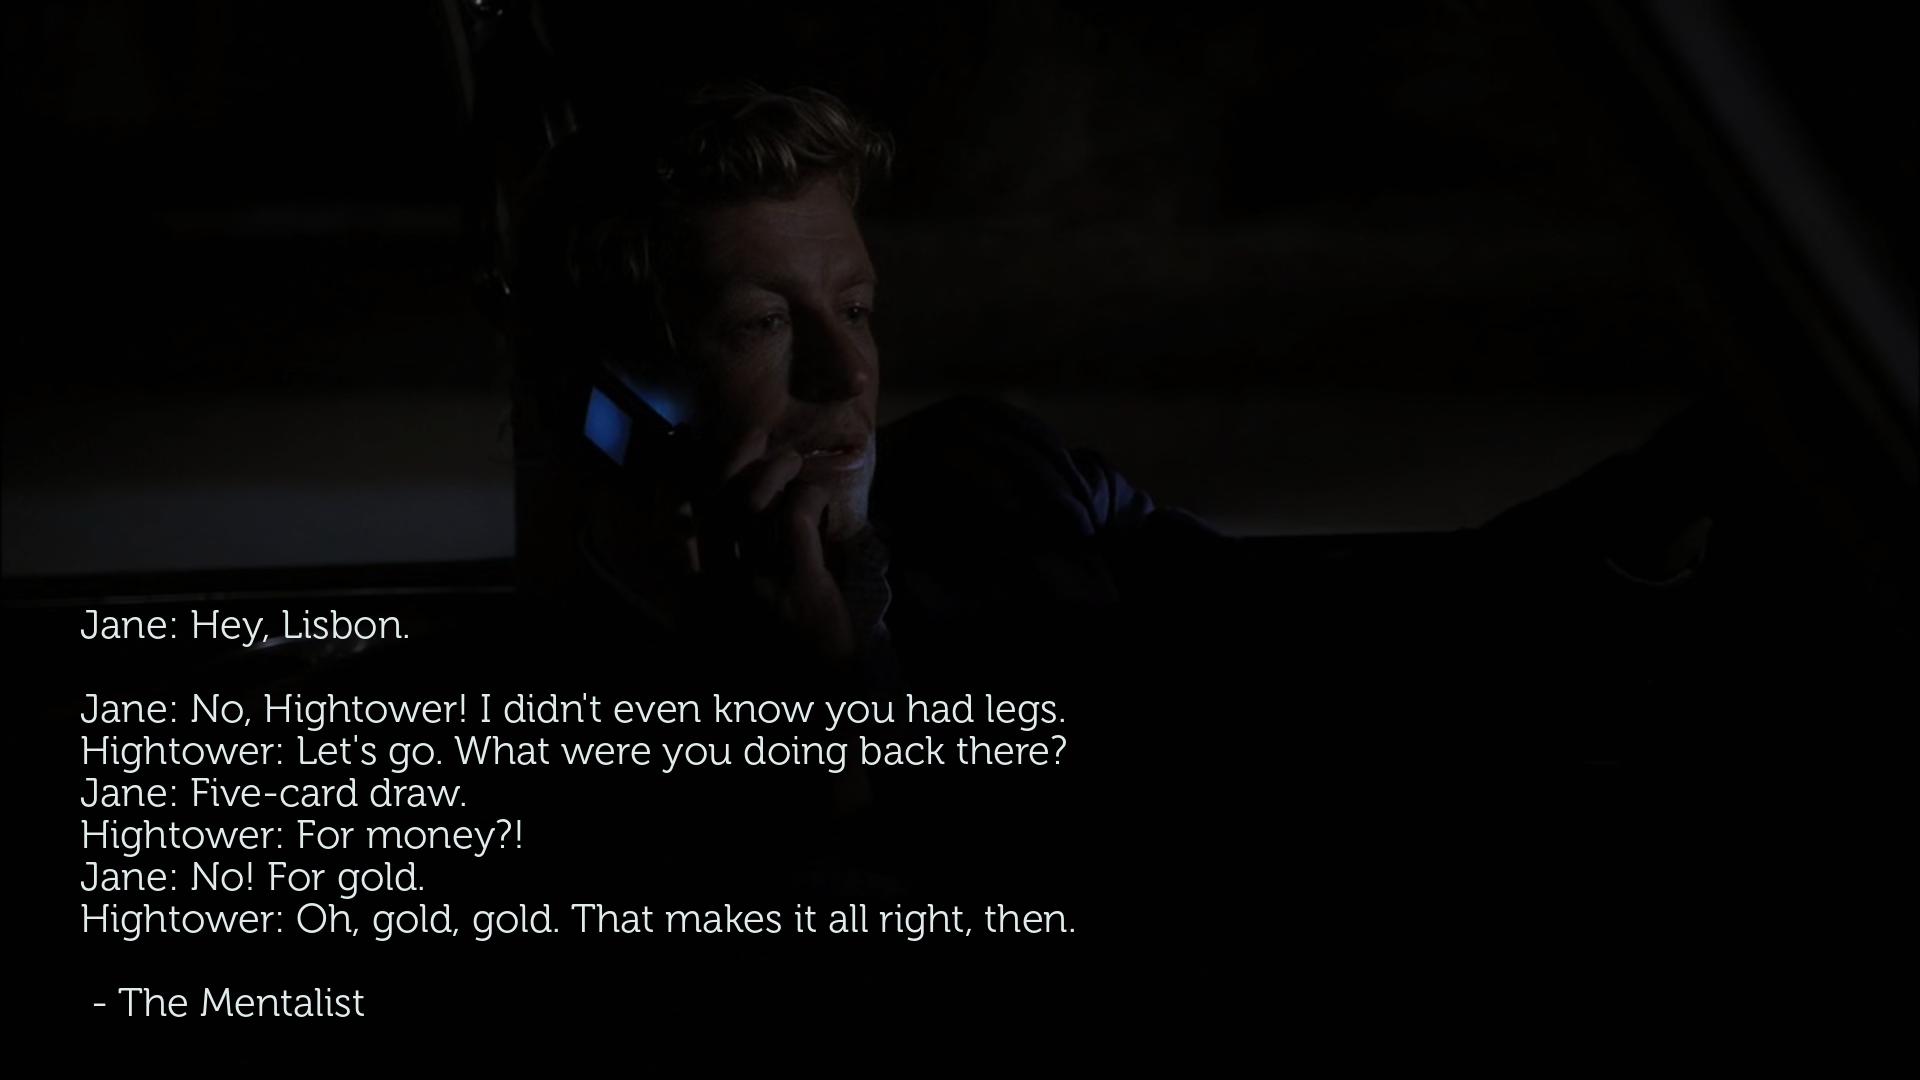 Jane: Hey, Lisbon.
Jane: No, Hightower! I didn't even know you had legs.
Hightower: Let's go. What were you doing back there?
Jane: Five-card draw.
Hightower: For money?!
Jane: No! For gold.
Hightower: Oh, gold, gold. That makes it all right, then.
- The Mentalist